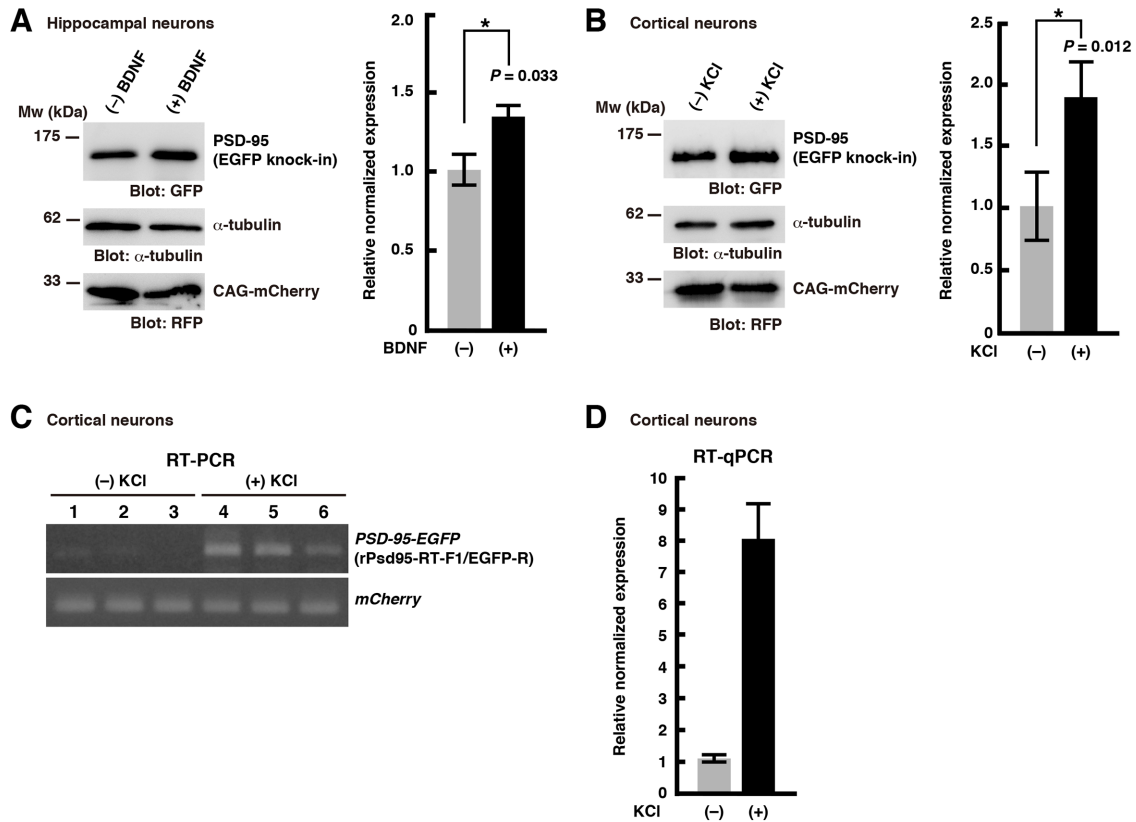 A Hippocampal neurons
(–) BDNF
(+) BDNF
Mw (kDa)
175
PSD-95
(EGFP knock-in)
Blot: GFP
62
α-tubulin
Blot: α-tubulin
33
CAG-mCherry
Blot: RFP
Relative normalized expression
2.0
1.5
1.0
0.5
0
*
P = 0.033
BDNF (–) (+)
B Cortical neurons
(–) KCl
(+) KCl
Mw (kDa)
175
PSD-95
(EGFP knock-in)
Blot: GFP
62
α-tubulin
Blot: α-tubulin
33
CAG-mCherry
Blot: RFP
Relative normalized expression
2.5
2.0
1.5
1.0
0.5
0
*
P = 0.012
KCl (–) (+)
C Cortical neurons
RT-PCR
(–) KCl (+) KCl
1 2 3 4 5 6
PSD-95-EGFP
(rPsd95-RT-F1/EGFP-R)
mCherry
D Cortical neurons
RT-qPCR
Relative normalized expression
10
9
8
7
6
5
4
3
2
1
0
KCl (–) (+)